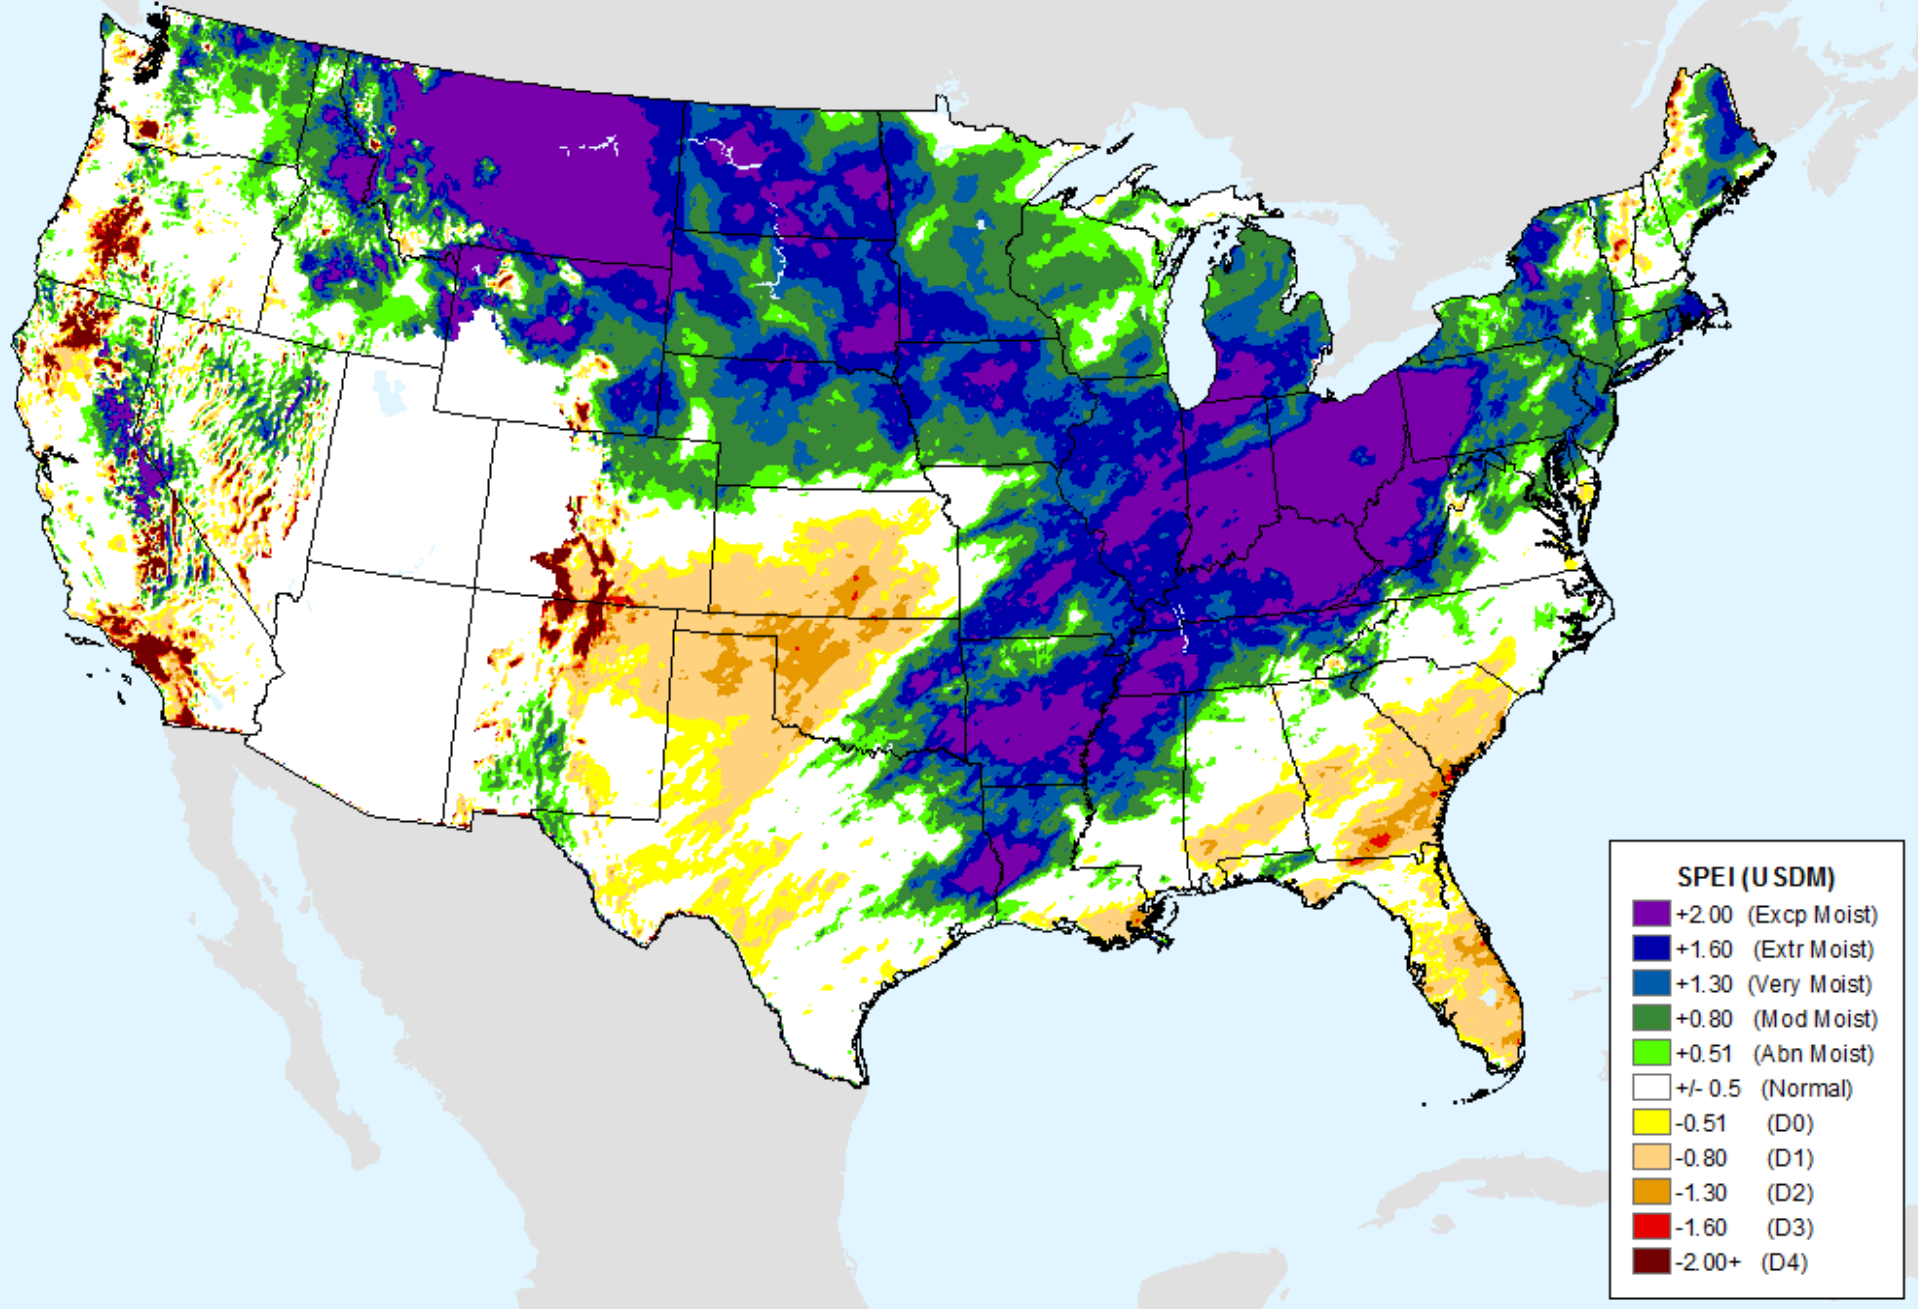 SPEI (USDM)
+2.00 (Excp Moist)
+1.60 (Extr Moist)
+1.30 (Very Moist)
+0.80 (Mod Moist)
+0.51 (Abn Moist)
+/- 0.5 (Normal)
-0.51 (D0)
-0.80 (D1)
-1.30 (D2)
-1.60 (D3)
-2.00+ (D4)